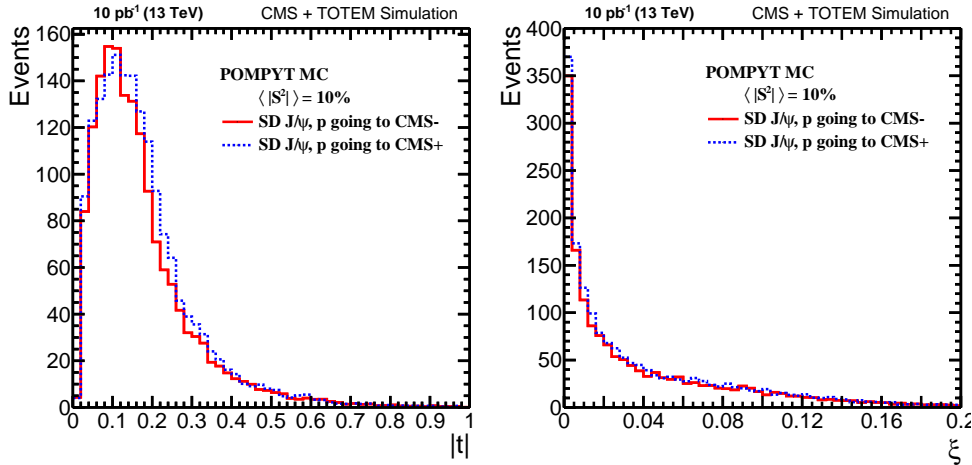 10 pb⁻¹ (13 TeV) CMS + TOTEM Simulation
Events
160
140
120
100
80
60
40
20
0
POMPYT MC
⟨ |S²| ⟩ = 10%
SD J/ψ, p going to CMS-
SD J/ψ, p going to CMS+
0 0.1 0.2 0.3 0.4 0.5 0.6 0.7 0.8 0.9 1
|t|
10 pb⁻¹ (13 TeV) CMS + TOTEM Simulation
Events
400
350
300
250
200
150
100
50
0
POMPYT MC
⟨ |S²| ⟩ = 10%
SD J/ψ, p going to CMS-
SD J/ψ, p going to CMS+
0 0.04 0.08 0.12 0.16 0.2
ξ